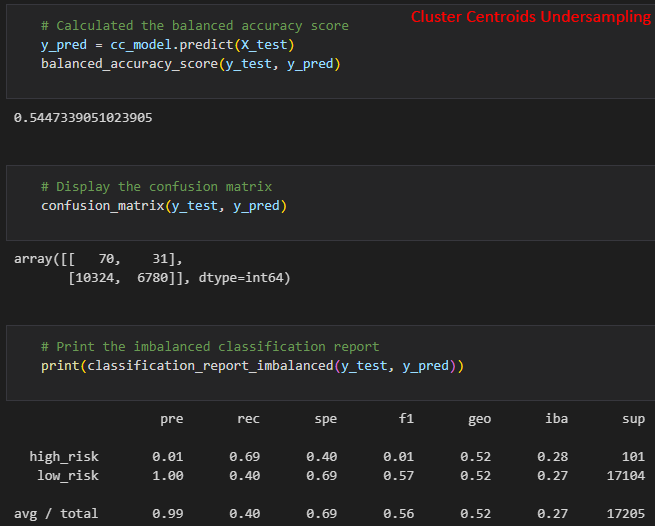 Cluster Centroids Undersampling
# Calculated the balanced accuracy score
y_pred = cc_model.predict(X_test)
balanced_accuracy_score(y_test, y_pred)
0.5447339051023905
# Display the confusion matrix
confusion_matrix(y_test, y_pred)
array([[   70,    31],
       [10324,  6780]], dtype=int64)
# Print the imbalanced classification report
print(classification_report_imbalanced(y_test, y_pred))
                   pre       rec       spe        f1       geo       iba       sup
  high_risk       0.01      0.69      0.40      0.01      0.52      0.28       101
   low_risk       1.00      0.40      0.69      0.57      0.52      0.27     17104
avg / total       0.99      0.40      0.69      0.56      0.52      0.27     17205